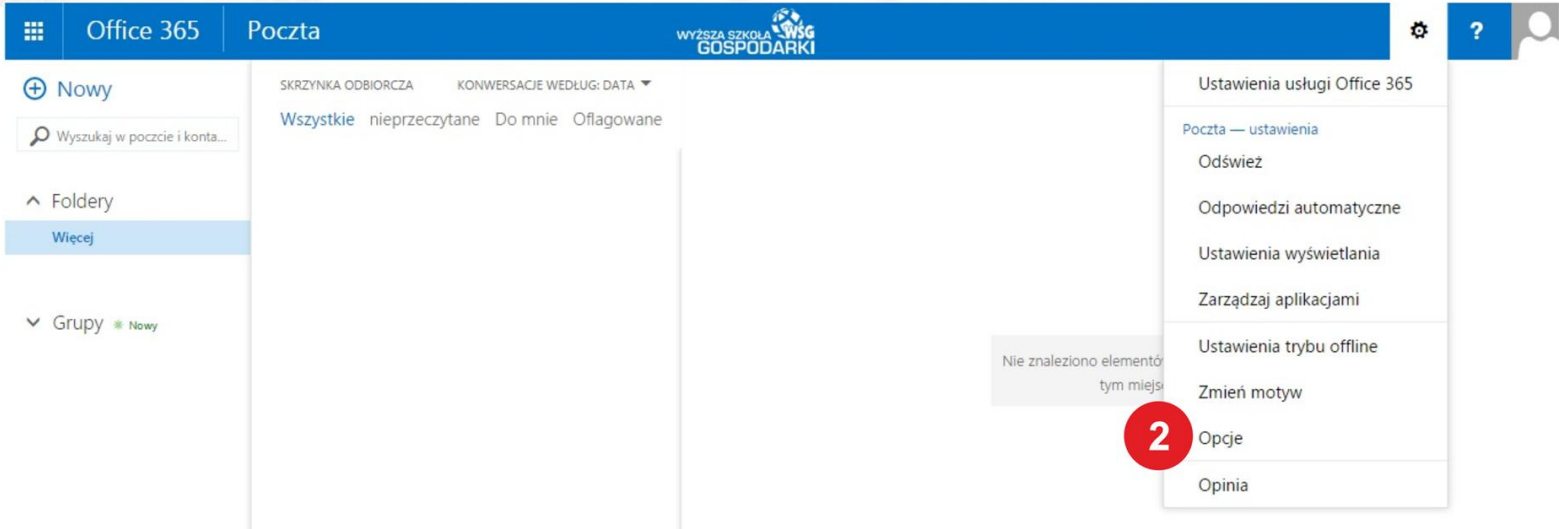 Office 365
Poczta
WYŻSZA SZKOŁA WSG
GOSPODARKI
?
Nowy
Wyszukaj w poczcie i konta...
Foldery
Więcej
Grupy Nowy
SKRZYNKA ODBIORCZA KONWERSACJE WEDŁUG: DATA
Wszystkie nieprzeczytane Do mnie Oflagowane
Nie znaleziono elementó
tym miejs
Ustawienia usługi Office 365
Poczta — ustawienia
Odśwież
Odpowiedzi automatyczne
Ustawienia wyświetlania
Zarządzaj aplikacjami
Ustawienia trybu offline
Zmień motyw
2 Opcje
Opinia